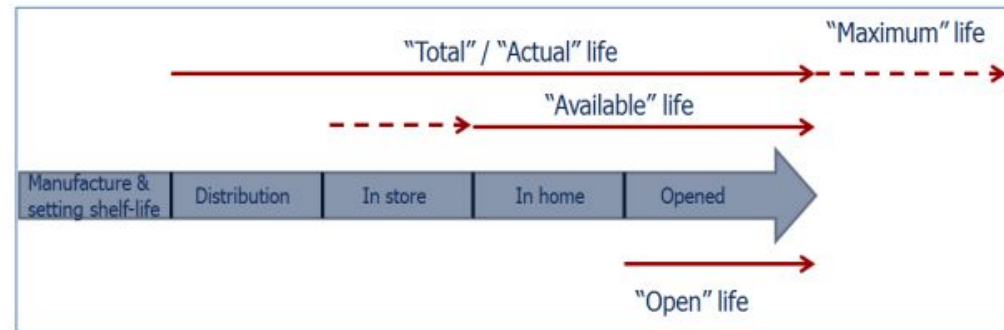 "Maximum" life
"Total" / "Actual" life
"Available" life
Manufacture &
setting shelf-life
Distribution
In store
In home
Opened
"Open" life